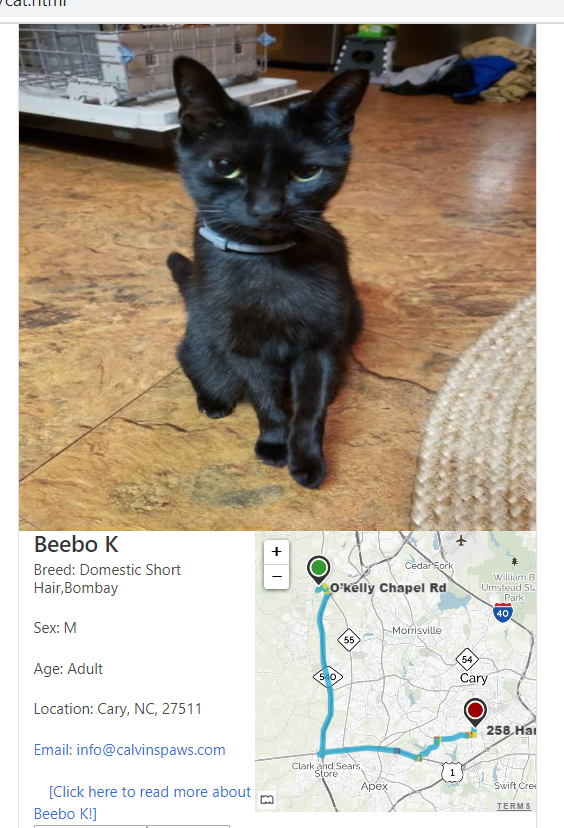 /cat.html
Beebo K
Breed: Domestic Short
Hair,Bombay
Sex: M
Age: Adult
Location: Cary, NC, 27511
Email: info@calvinspaws.com
[Click here to read more about
Beebo K!]
+
−
Cedar Fork
William B
Umstead Sta
Park
O'kelly Chapel Rd
40
Morrisville
55
54
540
Cary
258 Har
Clark and Sears
Store
1
Apex
Swift Cree
TERMS